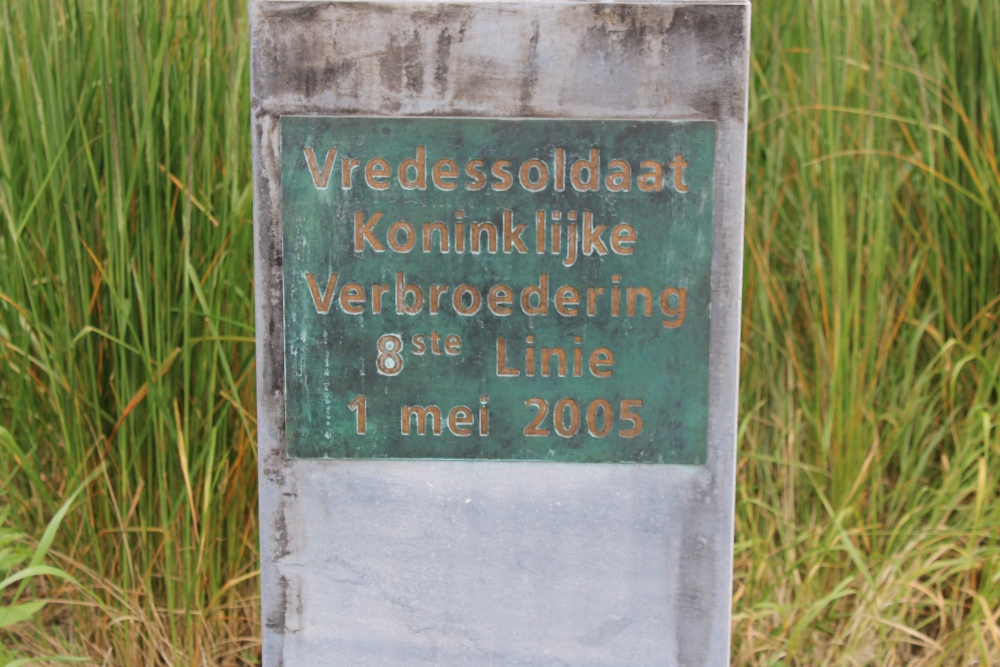 Vredessoldaat
Koninklijke
Verbroedering
8ste Linie
1 mei 2005